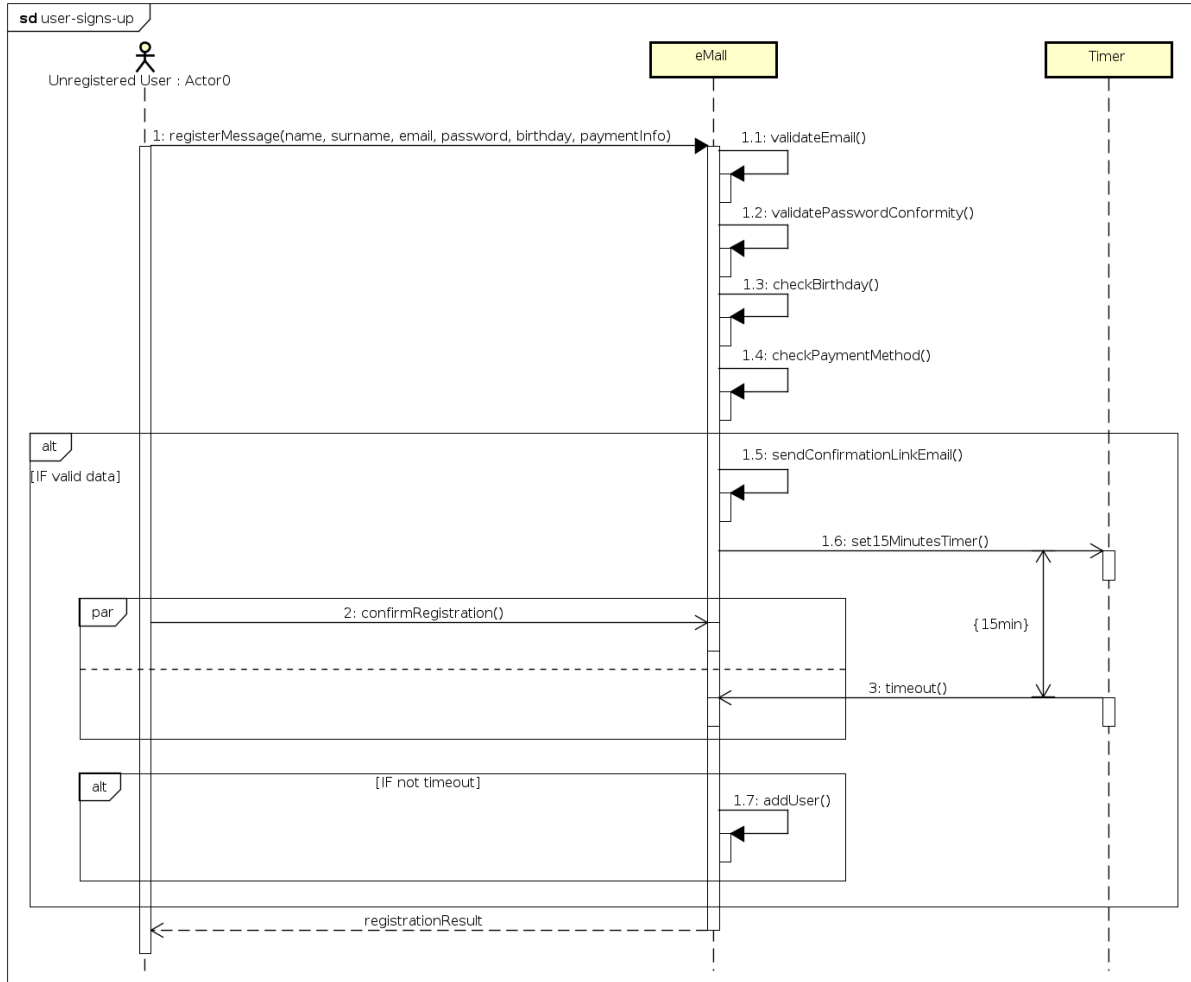 sd user-signs-up
Unregistered User : Actor0
eMall
Timer
1: registerMessage(name, surname, email, password, birthday, paymentInfo)
1.1: validateEmail()
1.2: validatePasswordConformity()
1.3: checkBirthday()
1.4: checkPaymentMethod()
alt
[IF valid data]
1.5: sendConfirmationLinkEmail()
1.6: set15MinutesTimer()
par
2: confirmRegistration()
{15min}
3: timeout()
alt
[IF not timeout]
1.7: addUser()
registrationResult